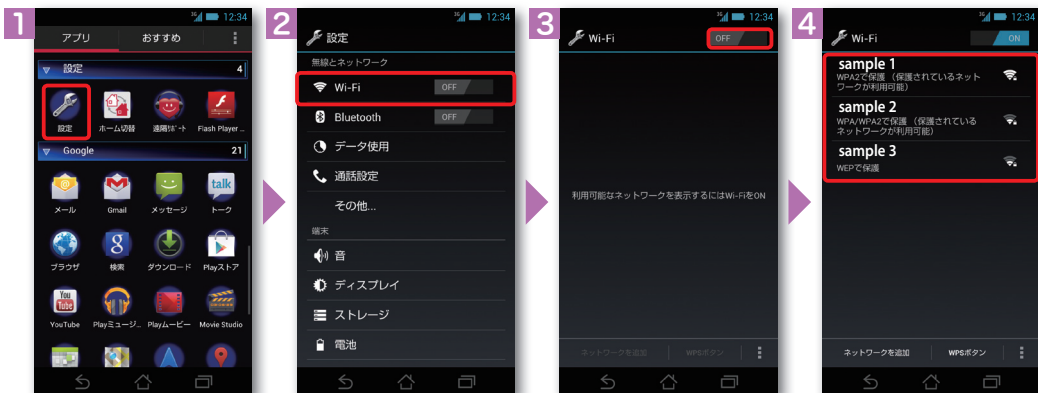 1
3G 12:34
アプリ おすすめ
設定 4
設定 ホーム切替 遠隔ｻﾎﾟｰﾄ Flash Player ...
Google 21
メール Gmail メッセージ トーク
talk
8
ブラウザ 検索 ダウンロード Playストア
You
Tube
YouTube Playミュージ... Playムービー Movie Studio
2
3G 12:34
設定
無線とネットワーク
Wi-Fi OFF
Bluetooth OFF
データ使用
通話設定
その他...
端末
音
ディスプレイ
ストレージ
電池
3
3G 12:34
Wi-Fi OFF
利用可能なネットワークを表示するにはWi-FiをON
ネットワークを追加 WPSボタン
4
3G 12:34
Wi-Fi ON
sample 1
WPA2で保護（保護されているネット
ワークが利用可能）
sample 2
WPA/WPA2で保護（保護されている
ネットワークが利用可能）
sample 3
WEPで保護
ネットワークを追加 WPSボタン